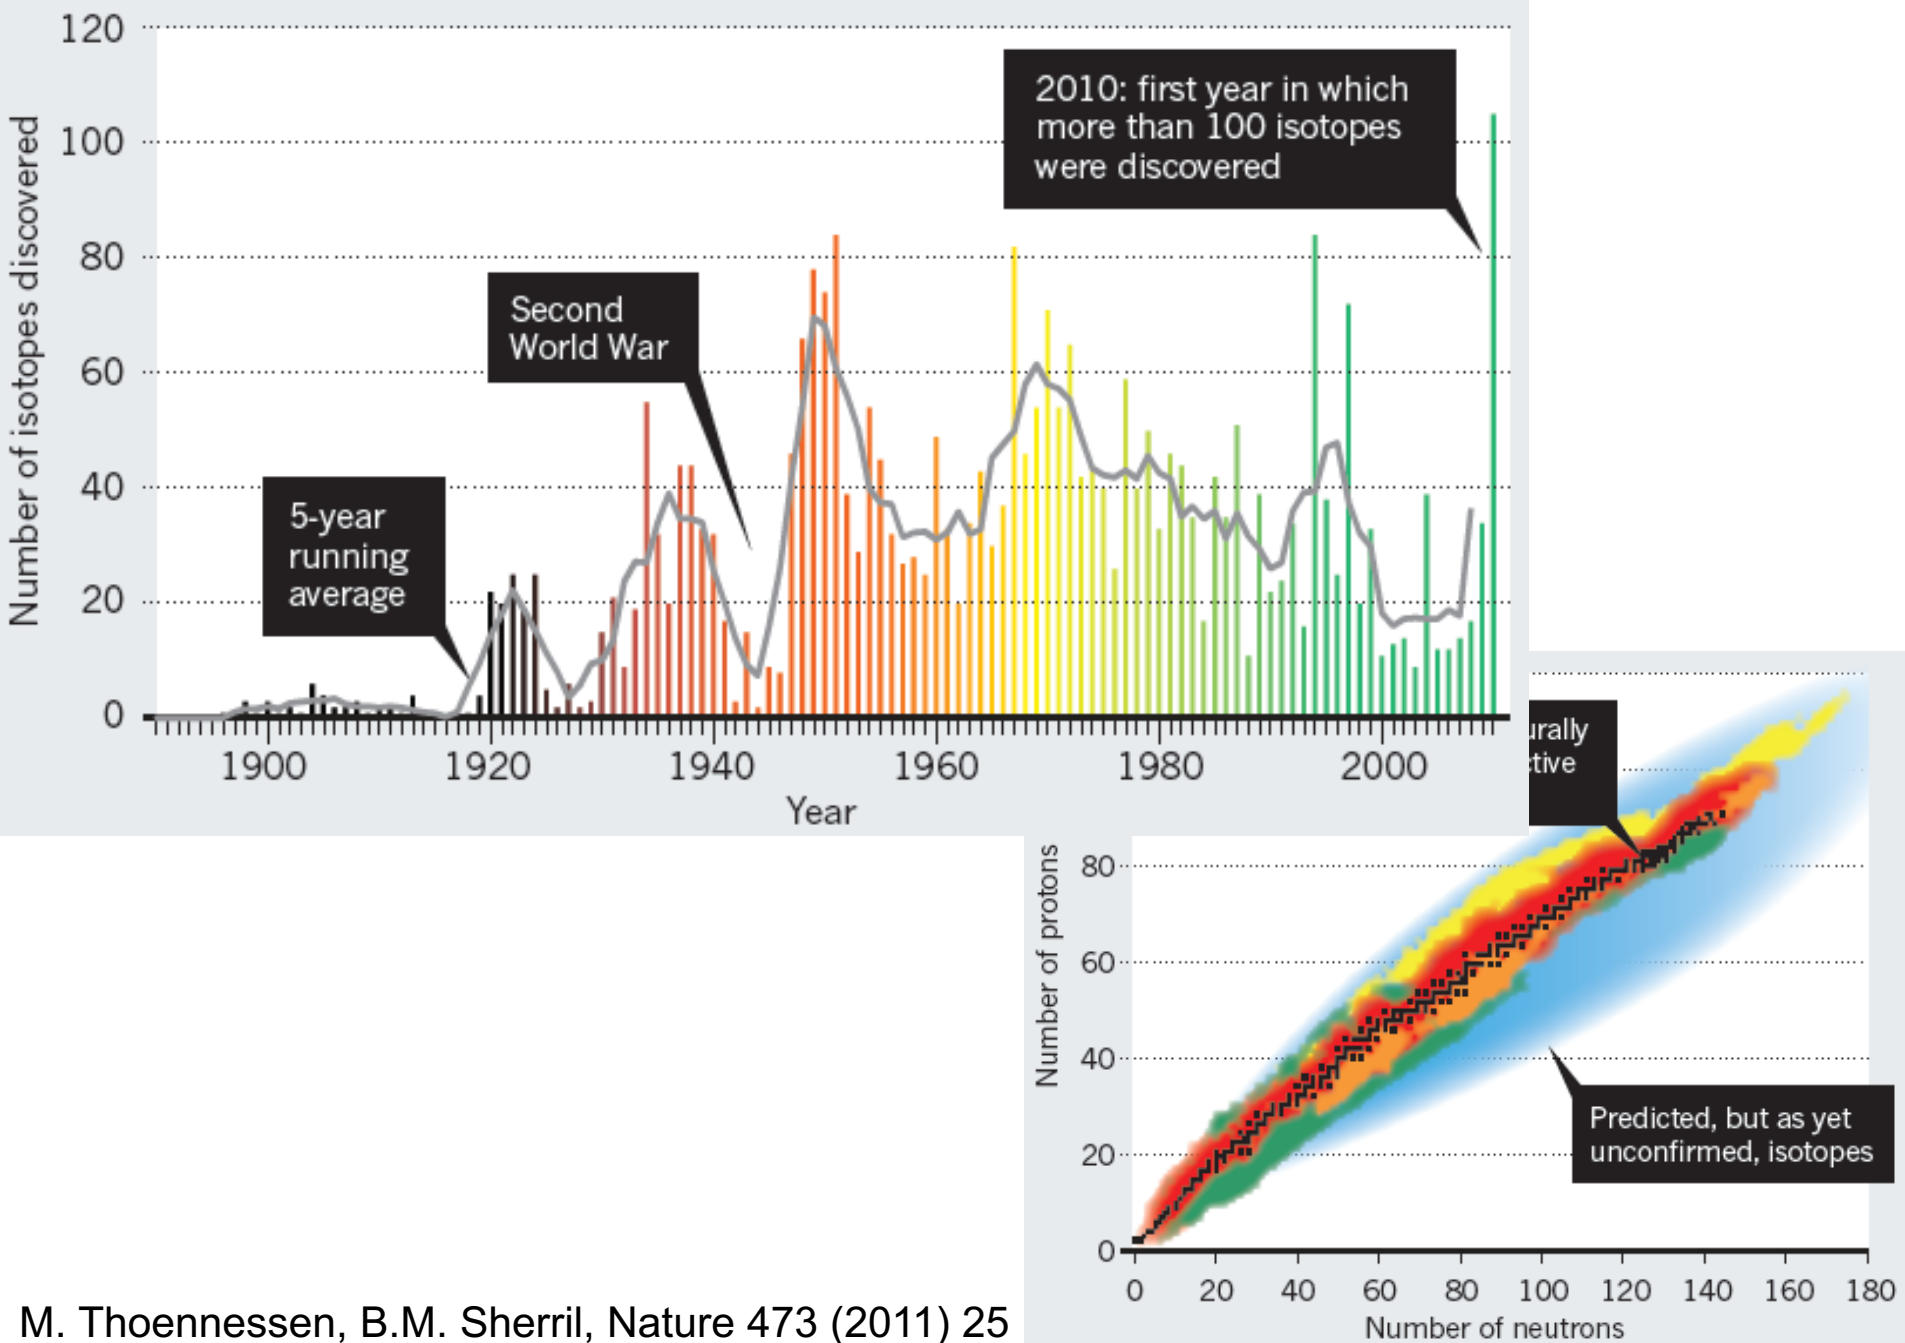 120
100
80
60
40
20
0
Number of isotopes discovered
1900
1920
1940
1960
1980
2000
Year
5-year
running
average
Second
World War
2010: first year in which
more than 100 isotopes
were discovered
80
60
40
20
0
Number of protons
0
20
40
60
80
100
120
140
160
180
Number of neutrons
Predicted, but as yet
unconfirmed, isotopes
M. Thoennessen, B.M. Sherril, Nature 473 (2011) 25